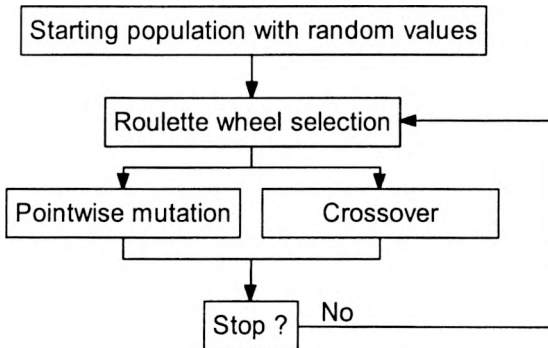 Starting population with random values
Roulette wheel selection
Pointwise mutation
Crossover
Stop ?
No